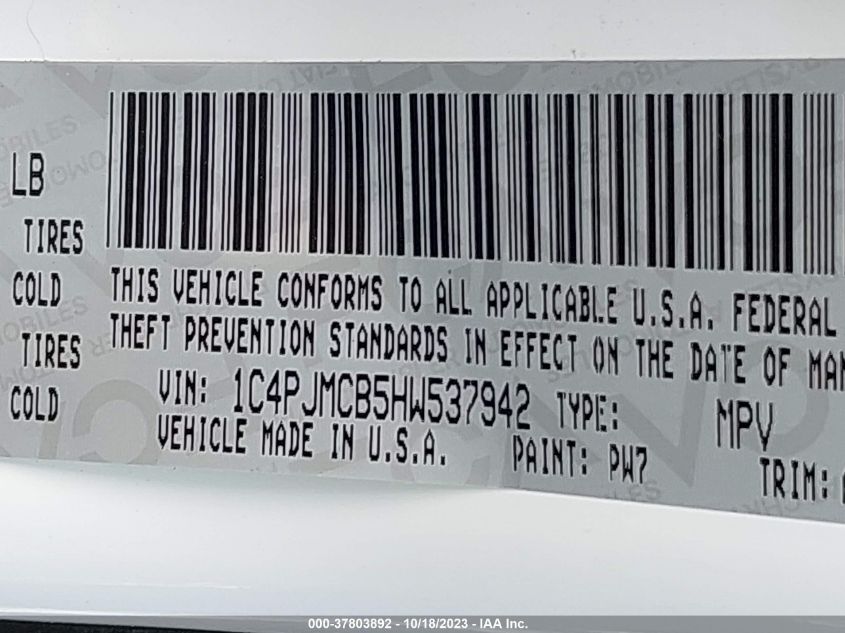 LB
TIRES
COLD
TIRES
COLD
THIS VEHICLE CONFORMS TO ALL APPLICABLE U.S.A. FEDERAL
THEFT PREVENTION STANDARDS IN EFFECT ON THE DATE OF MAN
VIN: 1C4PJMCB5HW537942 TYPE: MPV
VEHICLE MADE IN U.S.A. PAINT: PW7 TRIM:
000-37803892 - 10/18/2023 - IAA Inc.